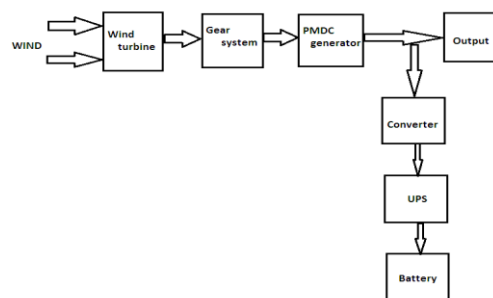 WIND
Wind
turbine
Gear
system
PMDC
generator
Output
Converter
UPS
Battery